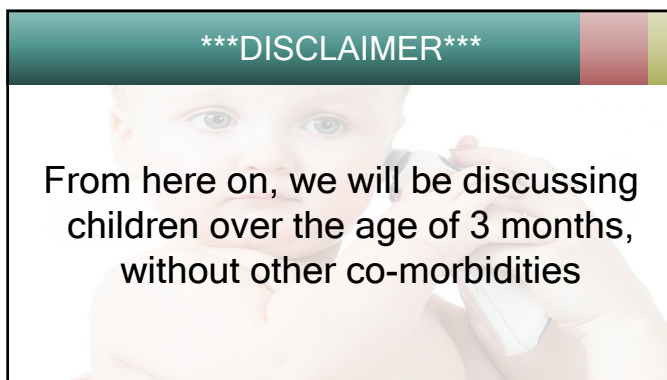 ***DISCLAIMER***
From here on, we will be discussing
children over the age of 3 months,
without other co-morbidities